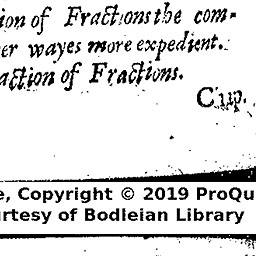 ion of Fractions the com-
er wayes more expedient.
action of Fractions.
Cap.
e, Copyright © 2019 ProQu
urtesy of Bodleian Library